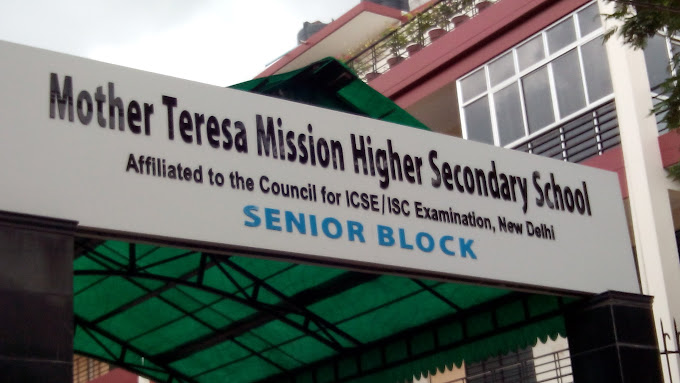 Mother Teresa Mission Higher Secondary School
Affiliated to the Council for ICSE/ISC Examination, New Delhi
SENIOR BLOCK